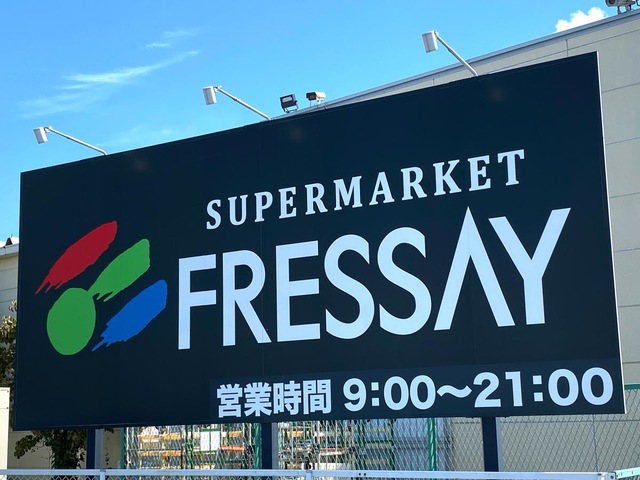 SUPERMARKET
FRESSAY
営業時間 9:00〜21:00